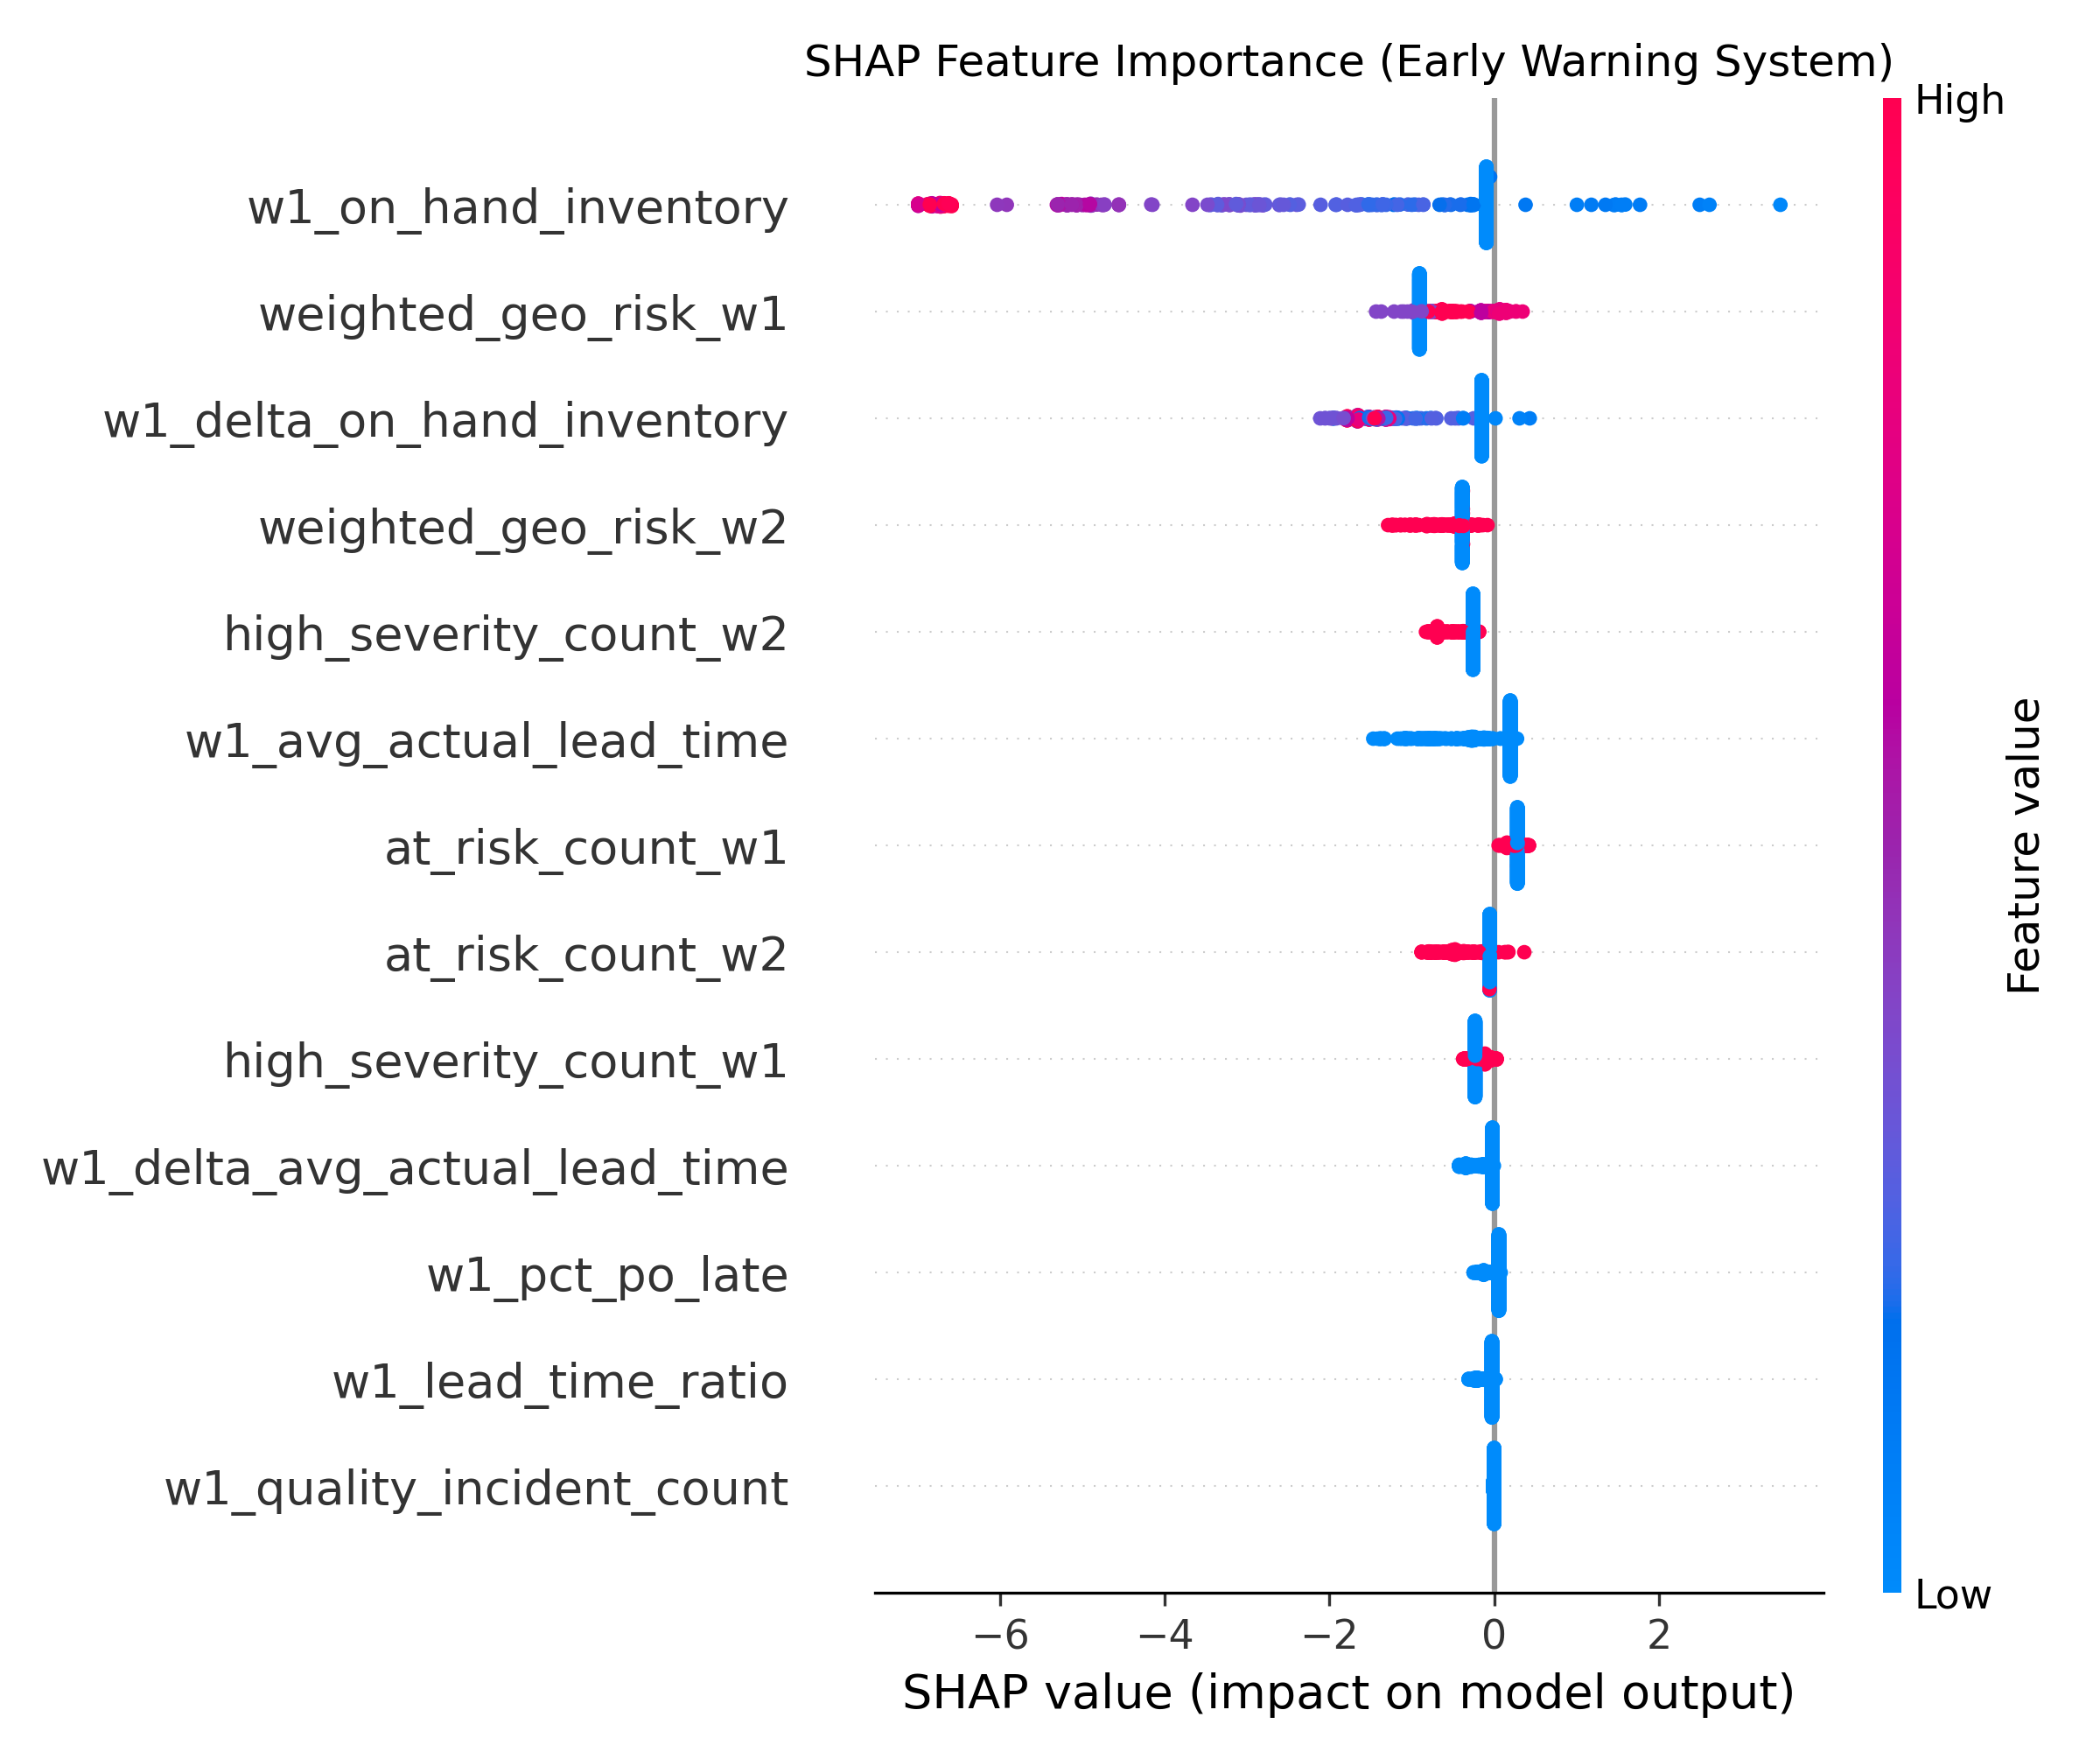 SHAP Feature Importance (Early Warning System)
High
w1_on_hand_inventory
weighted_geo_risk_w1
w1_delta_on_hand_inventory
weighted_geo_risk_w2
high_severity_count_w2
w1_avg_actual_lead_time
at_risk_count_w1
at_risk_count_w2
high_severity_count_w1
w1_delta_avg_actual_lead_time
w1_pct_po_late
w1_lead_time_ratio
w1_quality_incident_count
Feature value
Low
−6 −4 −2 0 2
SHAP value (impact on model output)